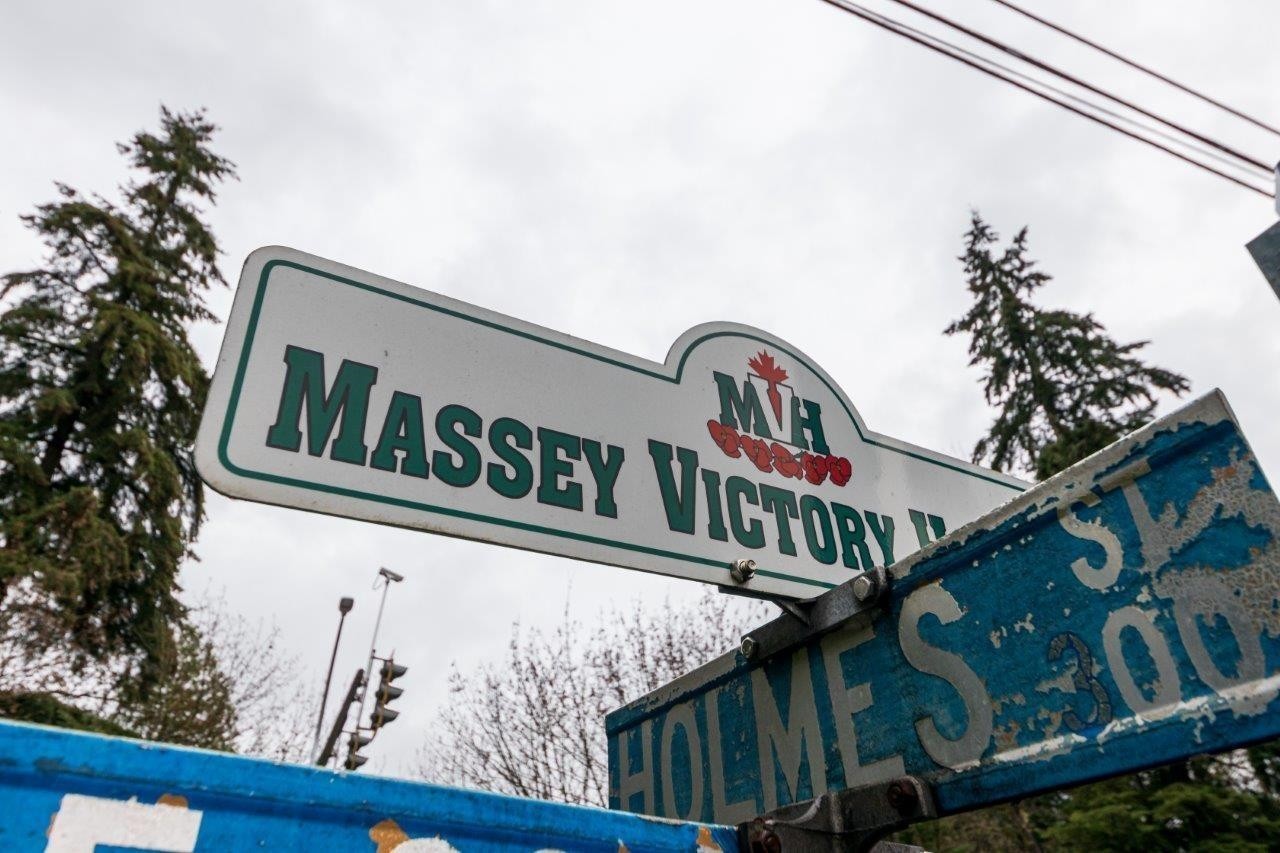 MVH
MASSEY VICTORY H
HOLMES ST
300